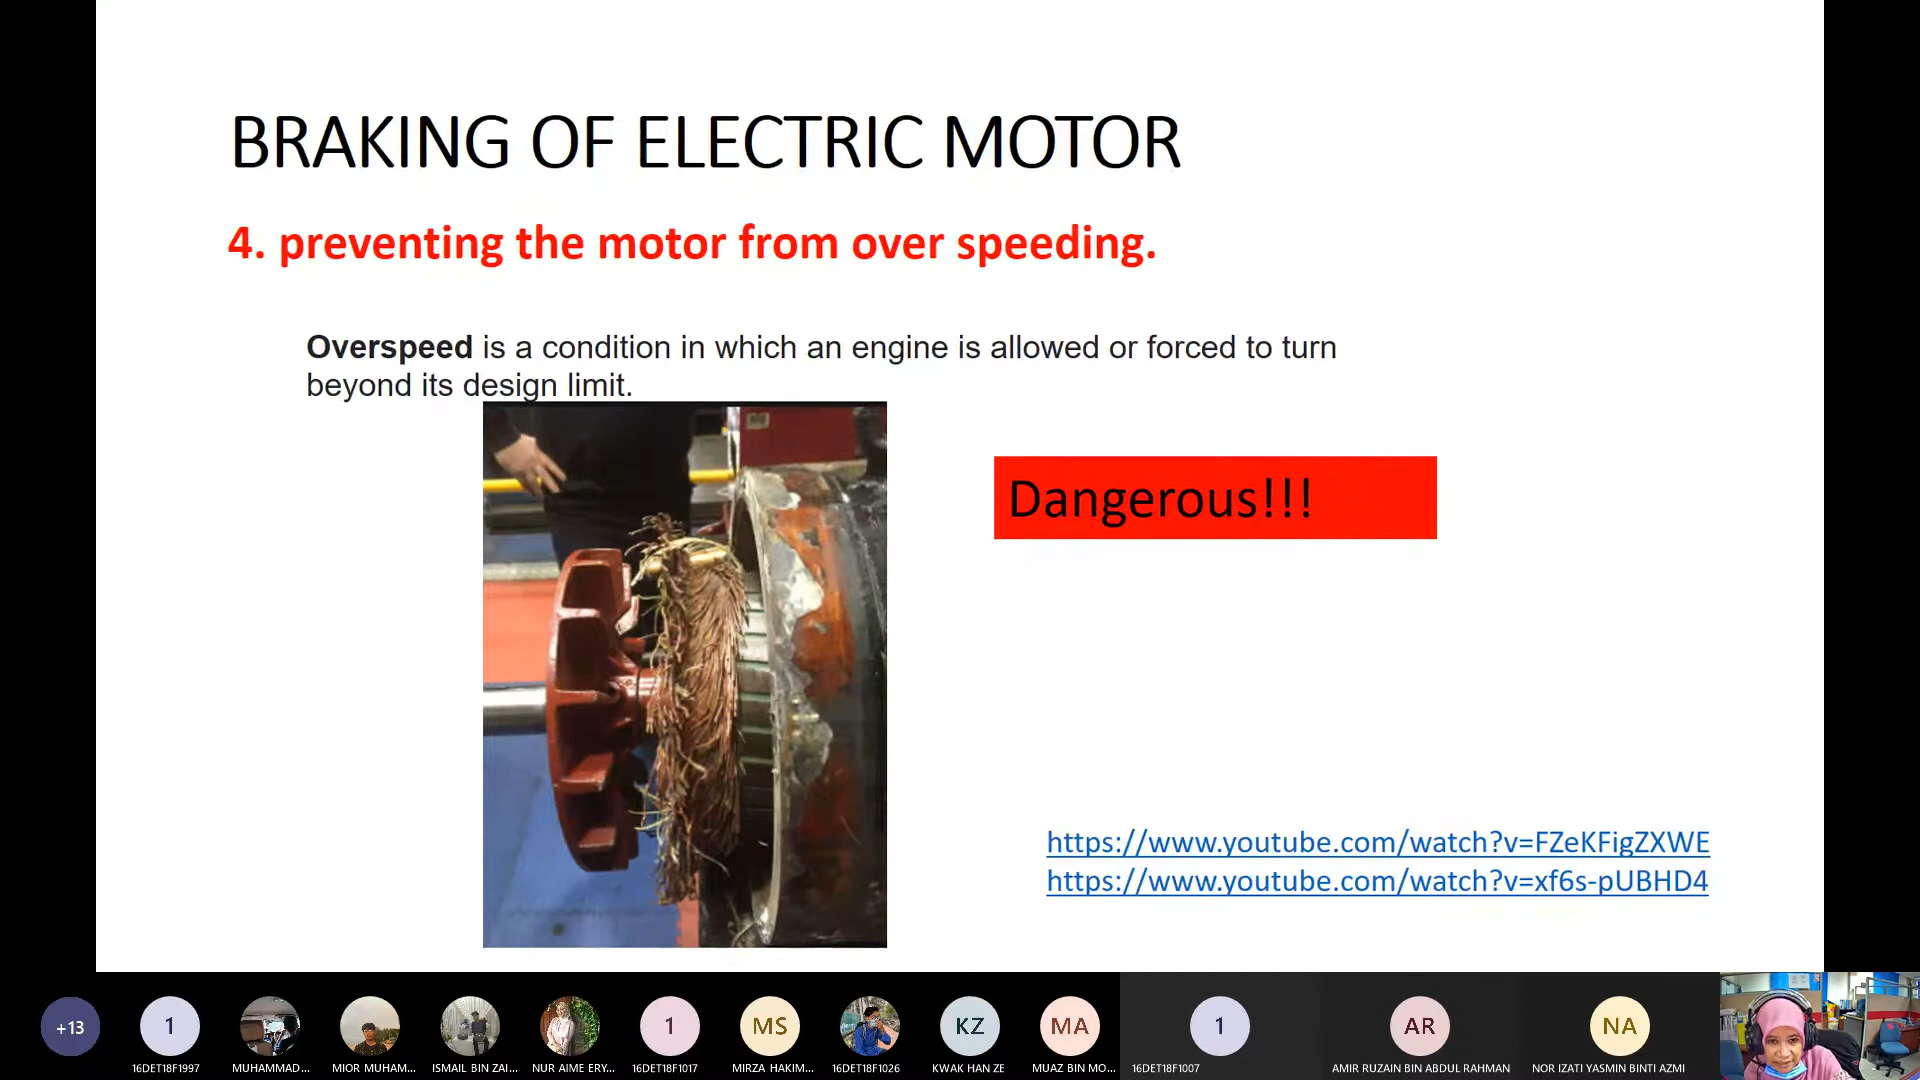 BRAKING OF ELECTRIC MOTOR
4. preventing the motor from over speeding.
Overspeed is a condition in which an engine is allowed or forced to turn
beyond its design limit.
Dangerous!!!
https://www.youtube.com/watch?v=FZeKFigZXWE
https://www.youtube.com/watch?v=xf6s-pUBHD4
+13
1
1
MS
KZ
MA
1
AR
NA
16DET18F1997
MUHAMMAD...
MIOR MUHAM...
ISMAIL BIN ZAI...
NUR AIME ERY...
16DET18F1017
MIRZA HAKIM...
16DET18F1026
KWAK HAN ZE
MUAZ BIN MO...
16DET18F1007
AMIR RUZAIN BIN ABDUL RAHMAN
NOR IZATI YASMIN BINTI AZMI